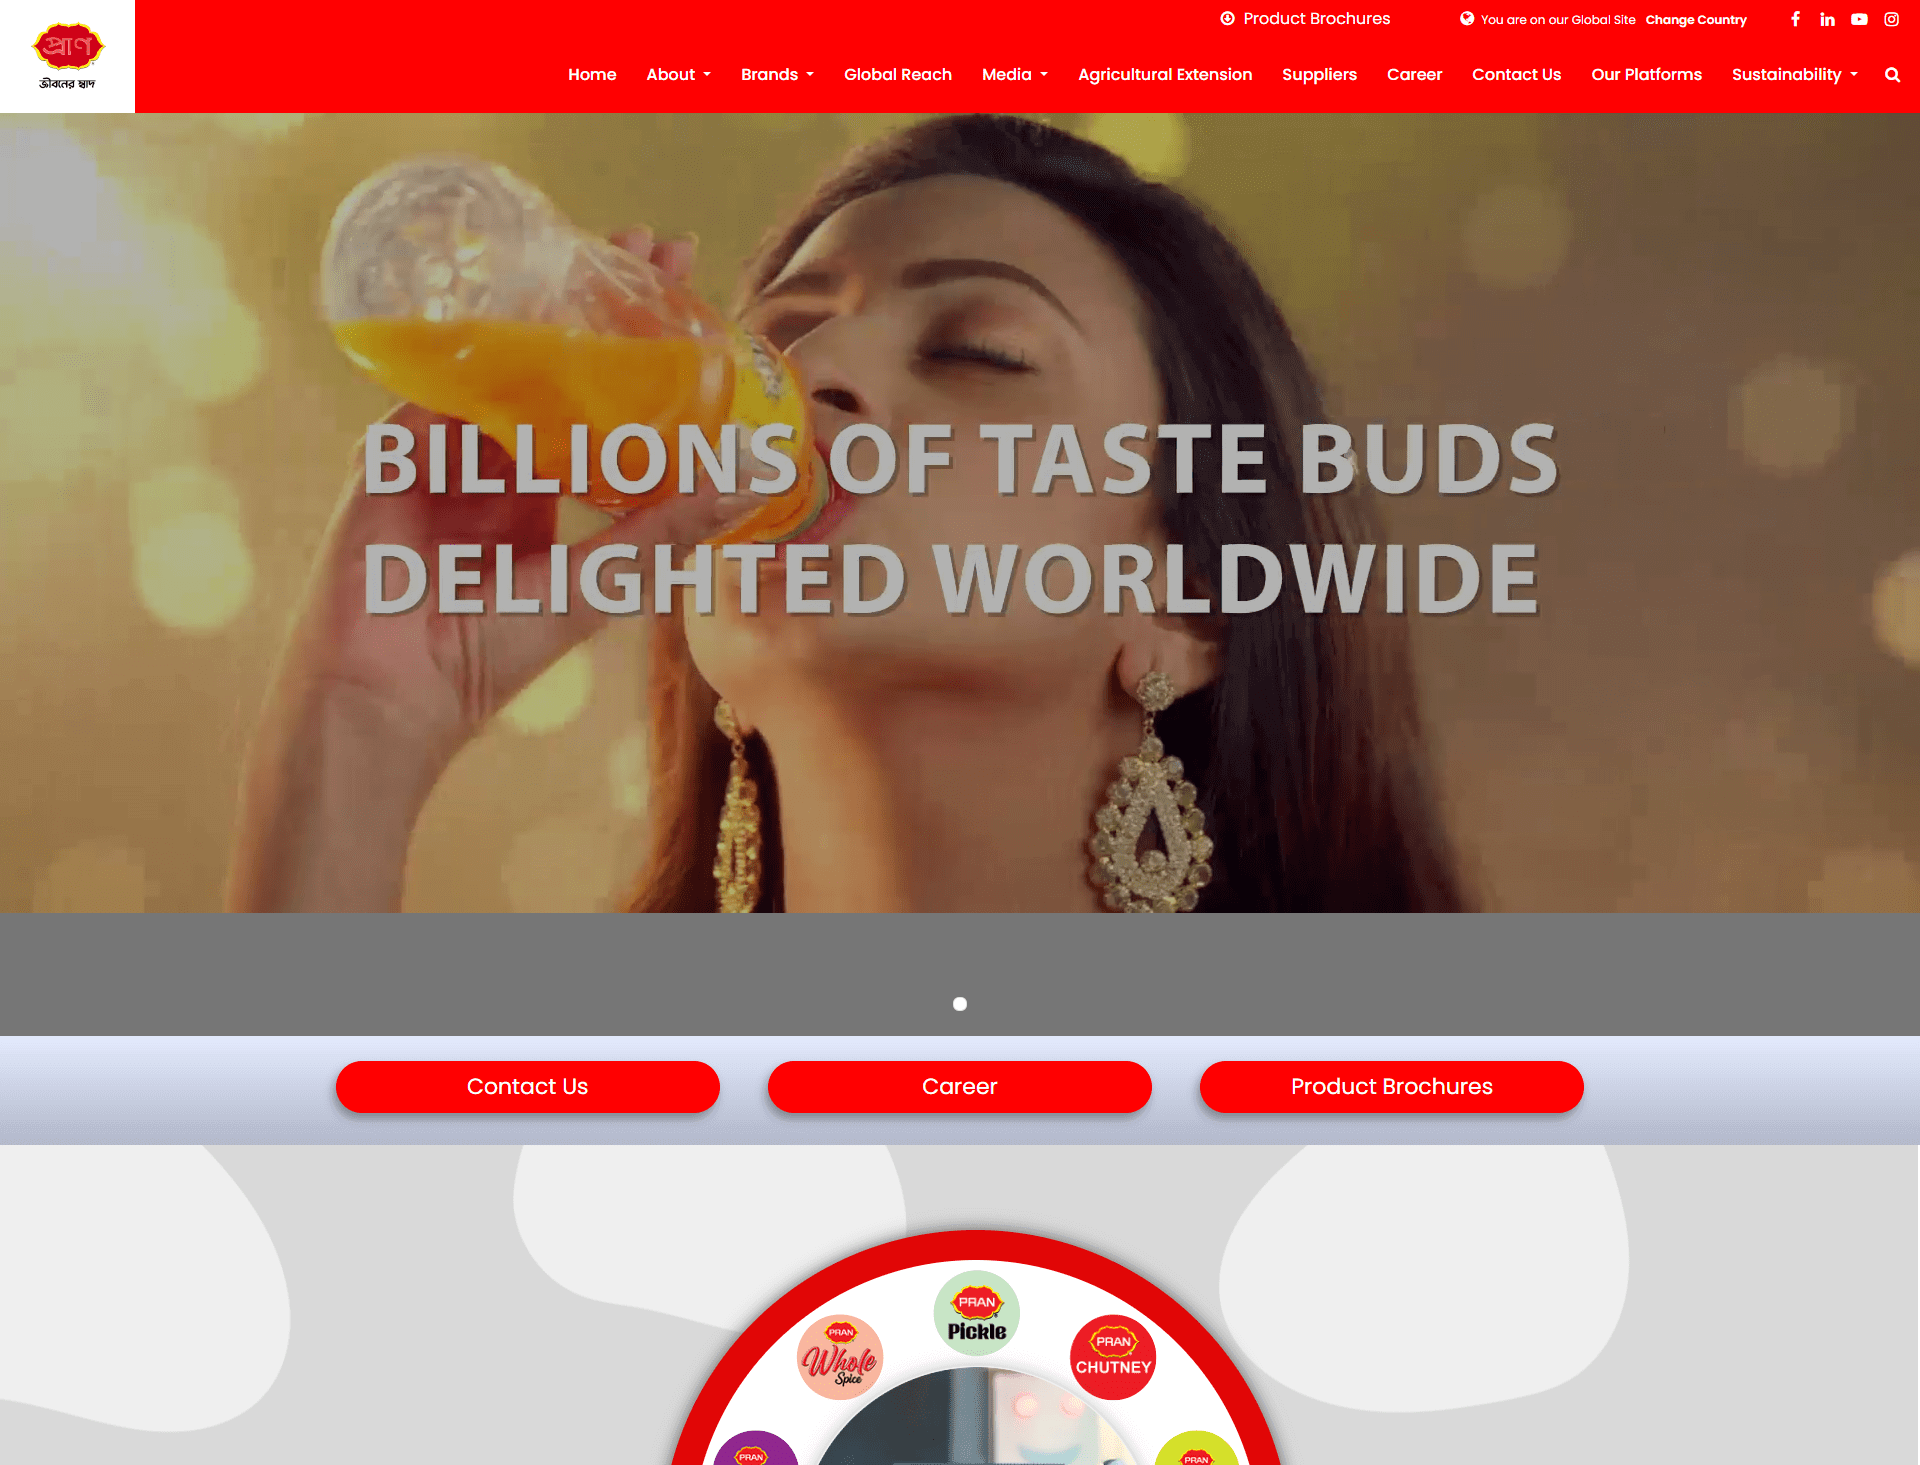 প্রাণ
জীবনের স্বাদ
Product Brochures
You are on our Global Site Change Country
Home About Brands Global Reach Media Agricultural Extension Suppliers Career Contact Us Our Platforms Sustainability
BILLIONS OF TASTE BUDS
DELIGHTED WORLDWIDE
Contact Us Career Product Brochures
PRAN
Pickle
PRAN
Whole
Spice
PRAN
CHUTNEY
PRAN
PRAN